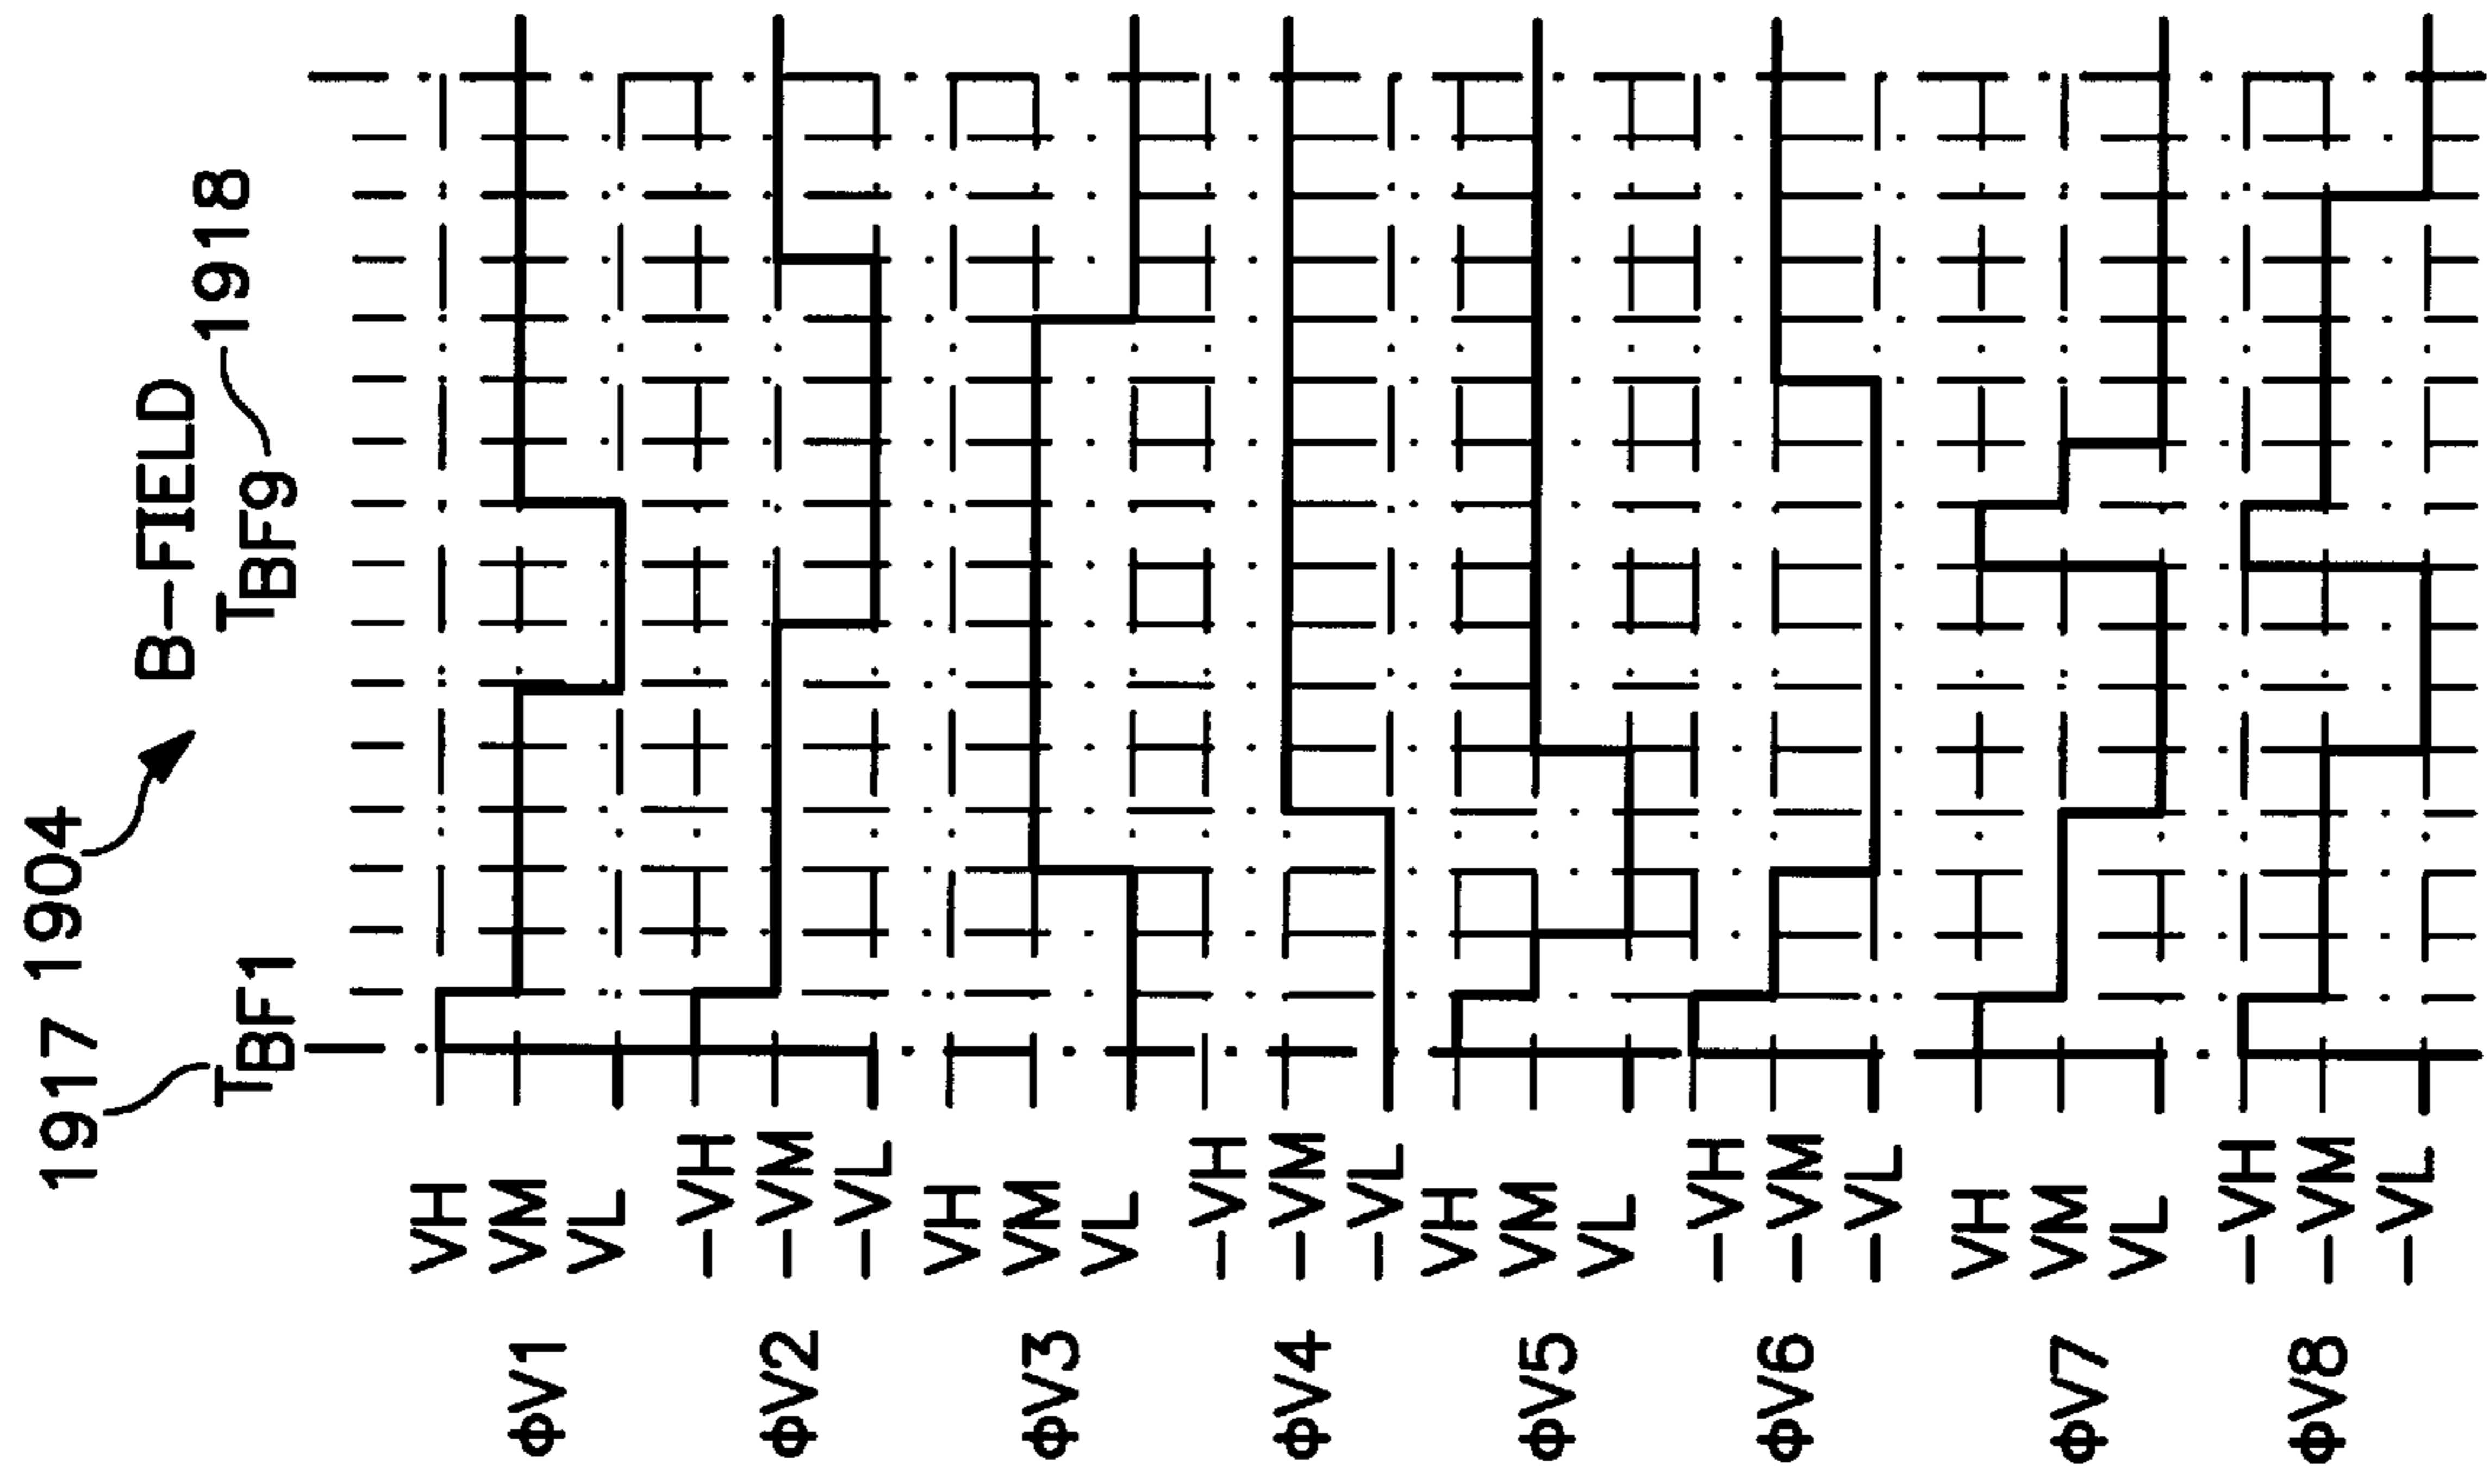 1917 1904 B-FIELD 1918
TBF1 TBF9
ΦV1 VH
VM
VL
ΦV2 -VH
-VM
-VL
ΦV3 VH
VM
VL
ΦV4 -VH
-VM
-VL
ΦV5 VH
VM
VL
ΦV6 -VH
-VM
-VL
ΦV7 VH
VM
VL
ΦV8 -VH
-VM
-VL